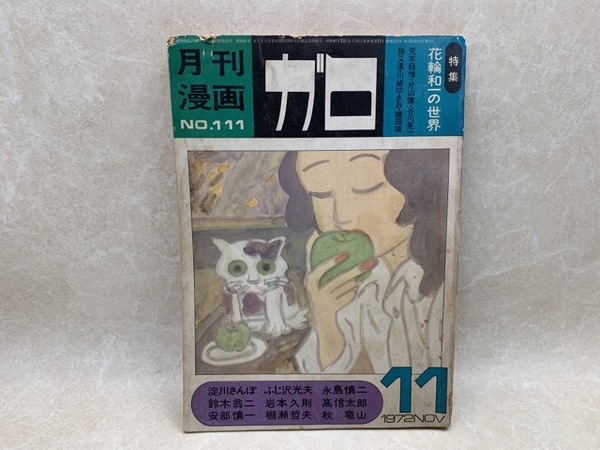 月刊
漫画
NO.111
ガロ
特集
花輪和一の世界
淀川さんぽ ふじ沢光夫 永島慎二
鈴木翁二 岩本久則 高信太郎
安部慎一 棚瀬哲夫 秋竜山
11
1972NOV